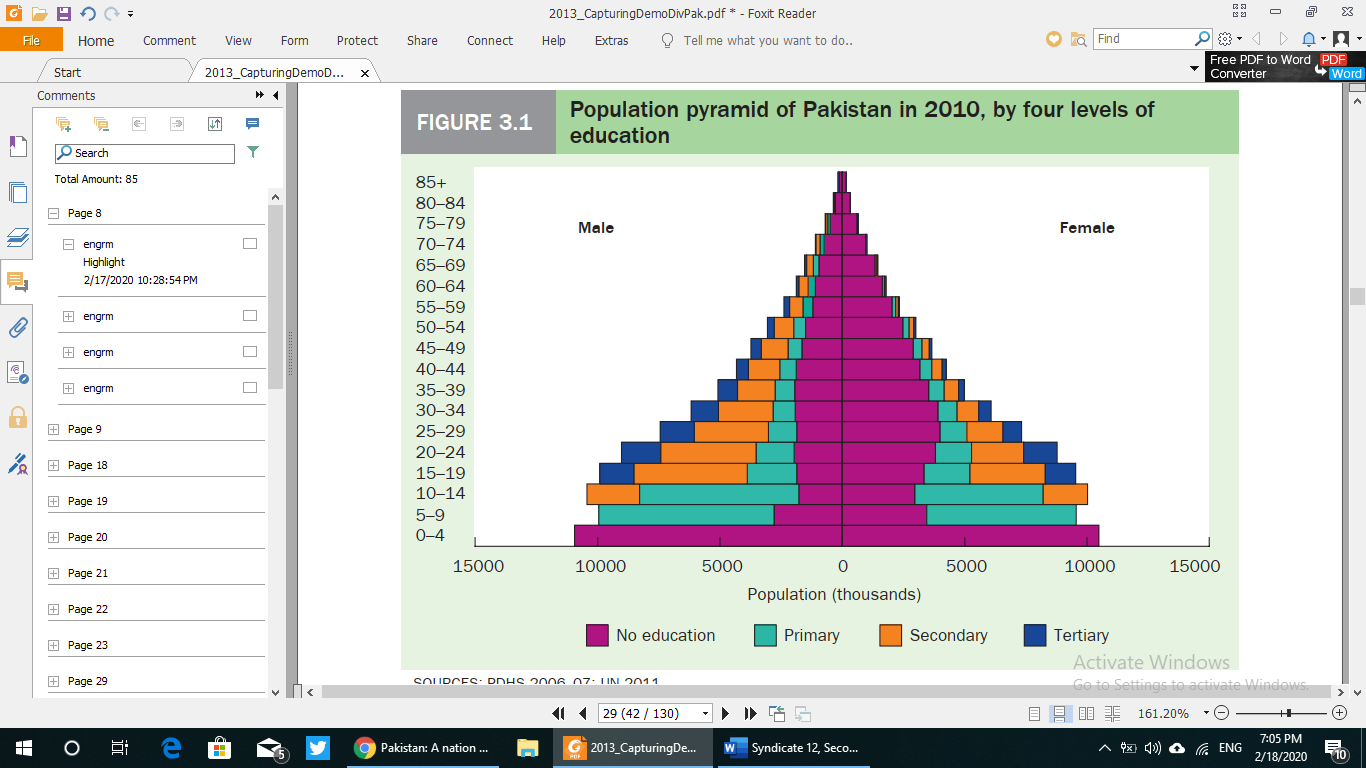 2013_CapturingDemoDivPak.pdf * - Foxit Reader
File Home Comment View Form Protect Share Connect Help Extras Tell me what you want to do.. Find
Start 2013_CapturingDemoD... × Free PDF to Word Converter PDF Word
Comments
Search
Total Amount: 85
Page 8
engrm
Highlight
2/17/2020 10:28:54 PM
engrm
engrm
engrm
Page 9
Page 18
Page 19
Page 20
Page 21
Page 22
Page 23
Page 29
FIGURE 3.1
Population pyramid of Pakistan in 2010, by four levels of
education
85+
80–84
75–79
70–74
65–69
60–64
55–59
50–54
45–49
40–44
35–39
30–34
25–29
20–24
15–19
10–14
5–9
0–4
Male Female
15000 10000 5000 0 5000 10000 15000
Population (thousands)
No education Primary Secondary Tertiary
SOURCES: PDHS 2006–07; UN 2011
Activate Windows
Go to Settings to activate Windows.
29 (42 / 130) 161.20%
5 Pakistan: A nation ... 2013_CapturingDe... Syndicate 12, Seco... ENG 7:05 PM
2/18/2020 10